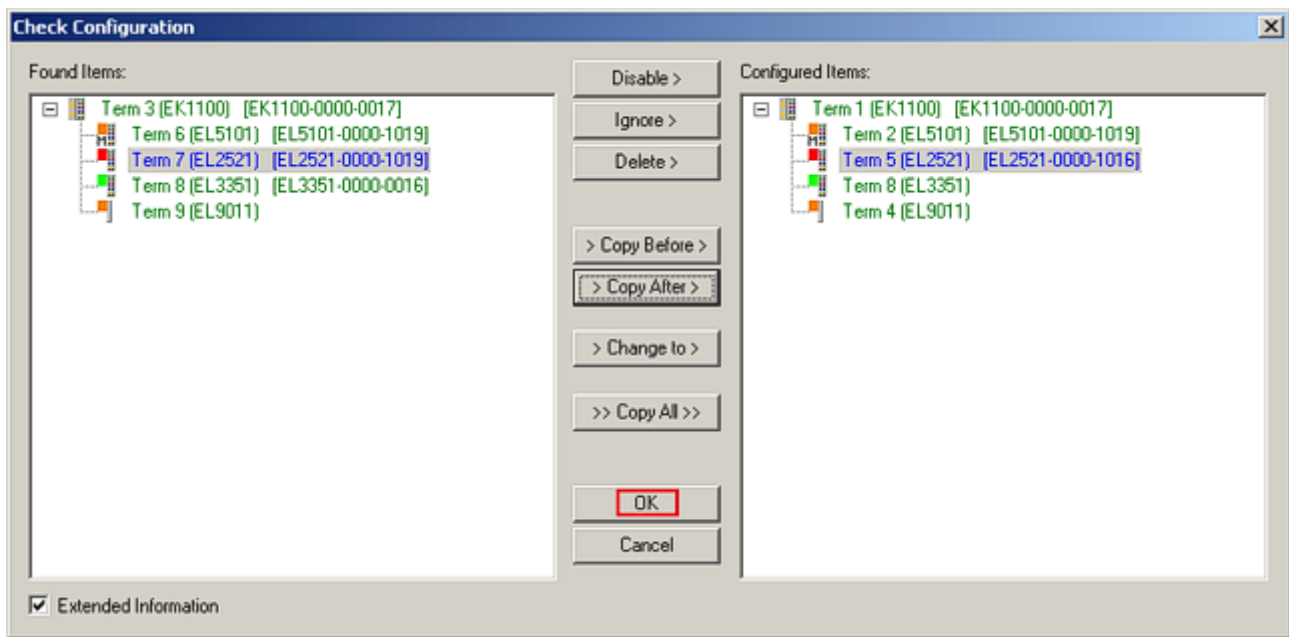 Check Configuration
Found Items:
Term 3 (EK1100) [EK1100-0000-0017]
Term 6 (EL5101) [EL5101-0000-1019]
Term 7 (EL2521) [EL2521-0000-1019]
Term 8 (EL3351) [EL3351-0000-0016]
Term 9 (EL9011)
Disable >
Ignore >
Delete >
> Copy Before >
> Copy After >
> Change to >
>> Copy All >>
OK
Cancel
Configured Items:
Term 1 (EK1100) [EK1100-0000-0017]
Term 2 (EL5101) [EL5101-0000-1019]
Term 5 (EL2521) [EL2521-0000-1016]
Term 8 (EL3351)
Term 4 (EL9011)
Extended Information